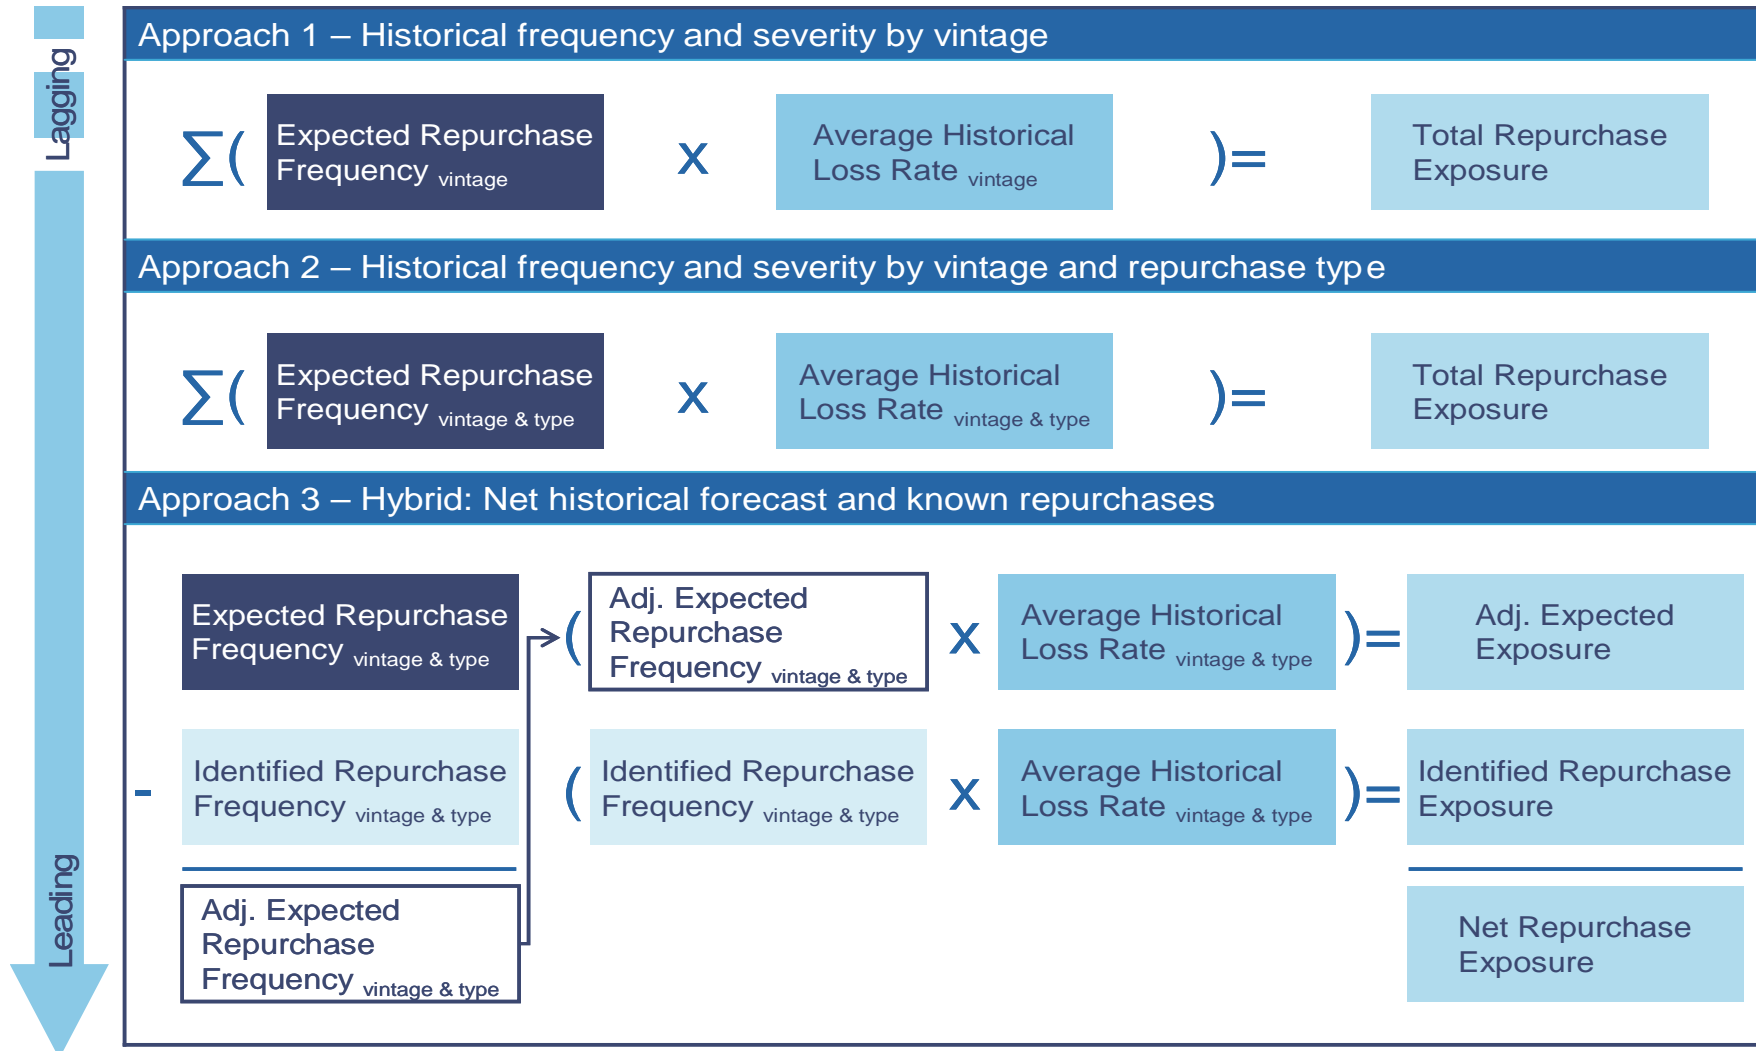 Lagging
Approach 1 – Historical frequency and severity by vintage
∑( Expected Repurchase x Average Historical )= Total Repurchase
Frequency vintage Loss Rate vintage Exposure
Approach 2 – Historical frequency and severity by vintage and repurchase type
∑( Expected Repurchase x Average Historical )= Total Repurchase
Frequency vintage & type Loss Rate vintage & type Exposure
Approach 3 – Hybrid: Net historical forecast and known repurchases
Expected Repurchase
Frequency vintage & type
(
Adj. Expected
Repurchase
Frequency vintage & type
x
Average Historical
Loss Rate vintage & type
)=
Adj. Expected
Exposure
-
Identified Repurchase
Frequency vintage & type
(
Identified Repurchase
Frequency vintage & type
x
Average Historical
Loss Rate vintage & type
)=
Identified Repurchase
Exposure
Adj. Expected
Repurchase
Frequency vintage & type
Net Repurchase
Exposure
Leading